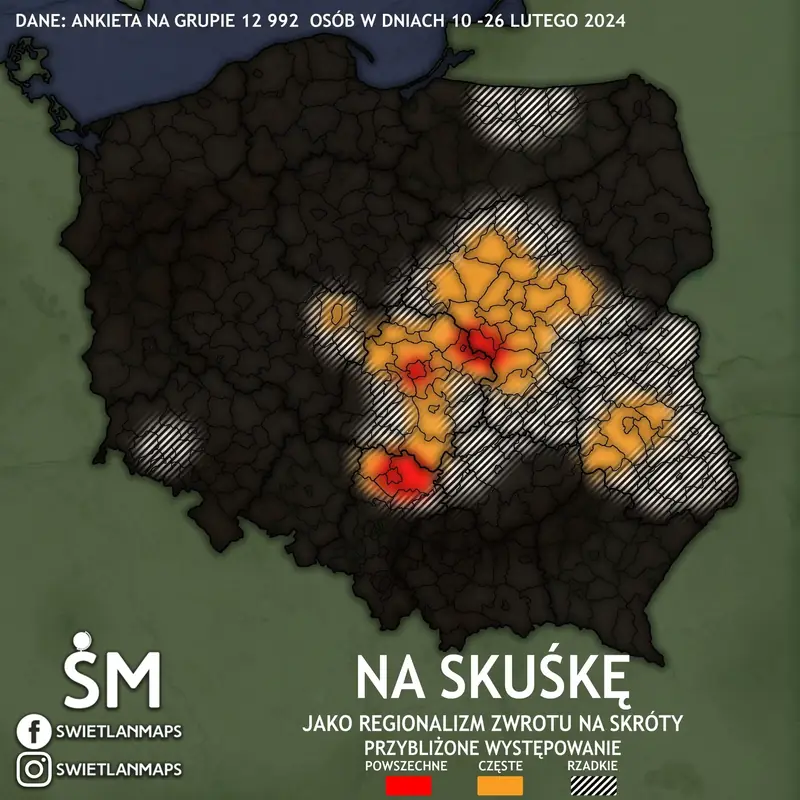 DANE: ANKIETA NA GRUPIE 12 992 OSÓB W DNIACH 10 -26 LUTEGO 2024
ŚM
SWIETLANMAPS
SWIETLANMAPS
NA SKUŚKĘ
JAKO REGIONALIZM ZWROTU NA SKRÓTY
PRZYBLIŻONE WYSTĘPOWANIE
POWSZECHNE CZĘSTE RZADKIE